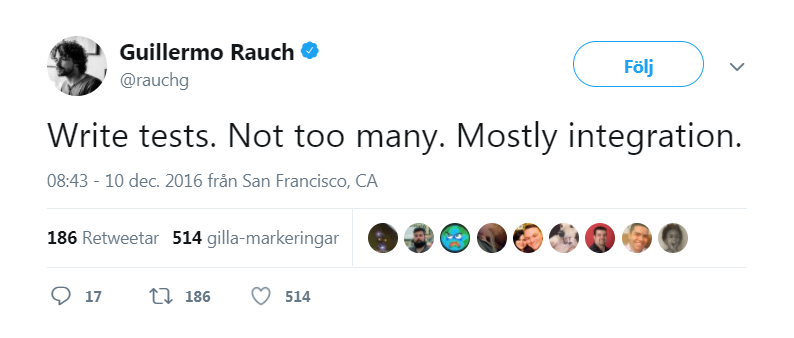 Guillermo Rauch
Följ
@rauchg
Write tests. Not too many. Mostly integration.
08:43 - 10 dec. 2016 från San Francisco, CA
186 Retweetar 514 gilla-markeringar
17 186 514